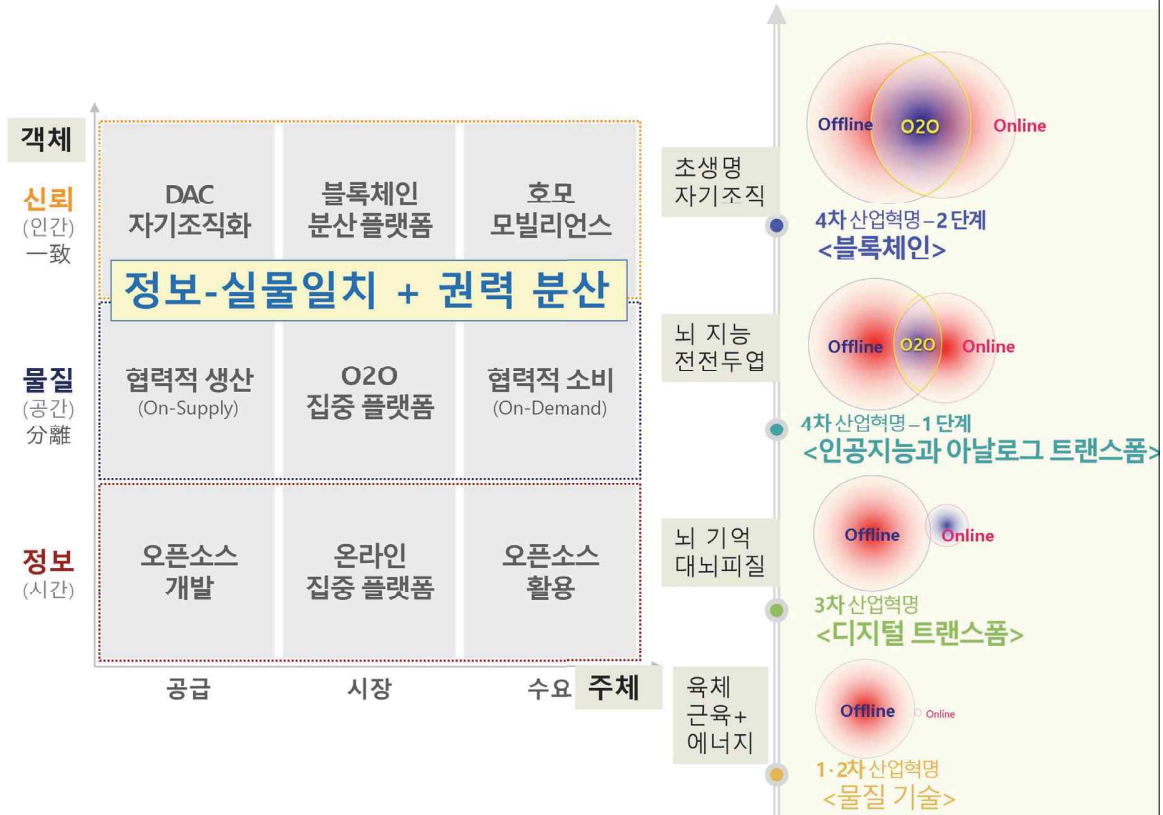 객체
신뢰
(인간)
一致
DAC
자기조직화
블록체인
분산 플랫폼
호모
모빌리언스
정보-실물일치 + 권력 분산
물질
(공간)
分離
협력적 생산
(On-Supply)
O2O
집중 플랫폼
협력적 소비
(On-Demand)
정보
(시간)
오픈소스
개발
온라인
집중 플랫폼
오픈소스
활용
공급
시장
수요
주체
초생명
자기조직
Offline
O2O
Online
4차 산업혁명 – 2 단계
<블록체인>
뇌 지능
전전두엽
Offline
O2O
Online
4차 산업혁명 – 1 단계
<인공지능과 아날로그 트랜스폼>
뇌 기억
대뇌피질
Offline
Online
3차 산업혁명
<디지털 트랜스폼>
육체
근육+
에너지
Offline
Online
1·2차 산업혁명
<물질 기술>